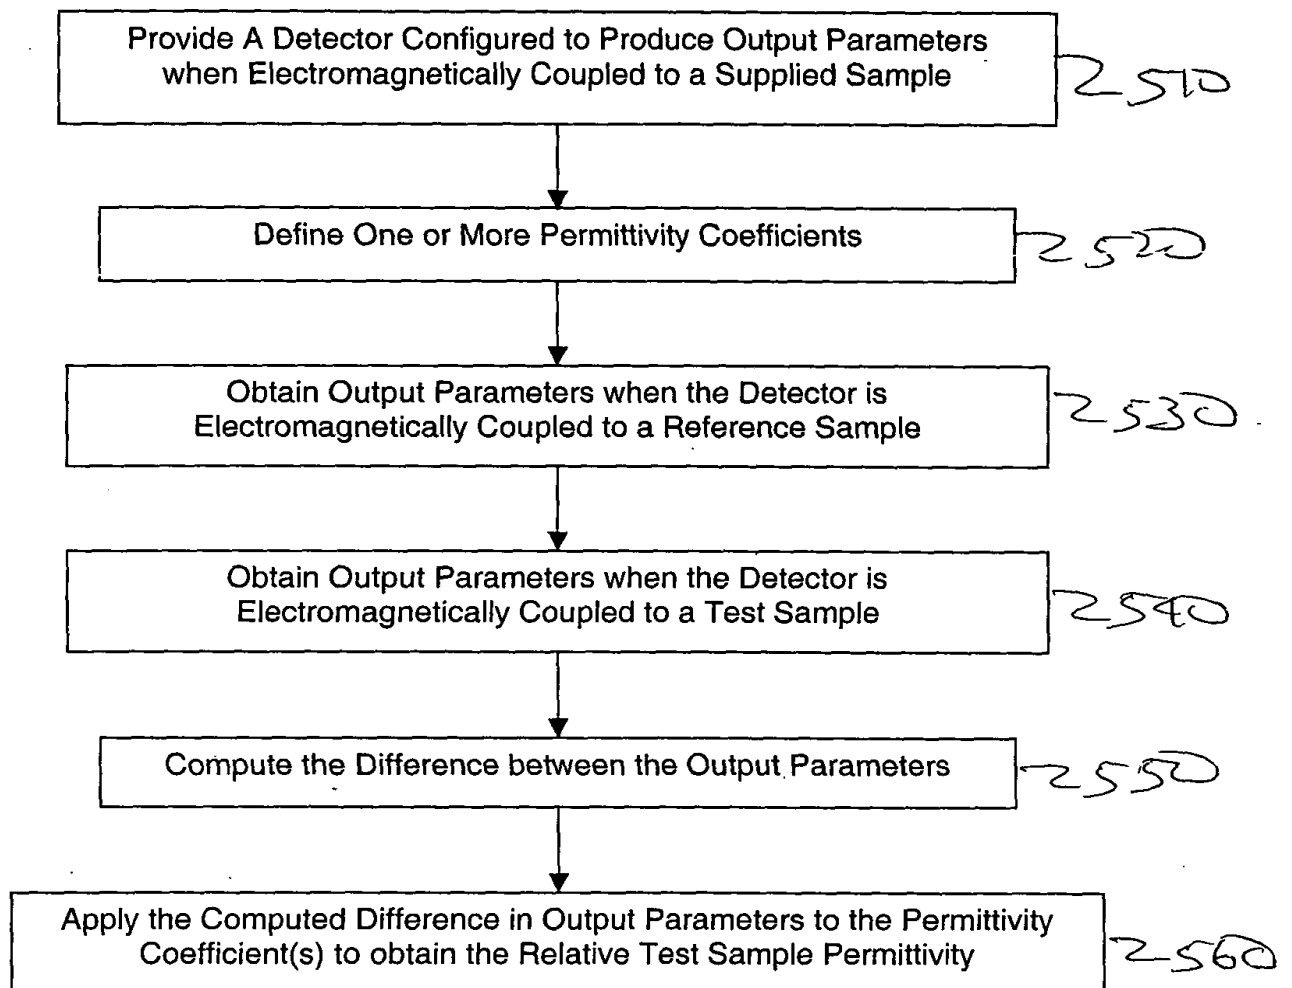 Provide A Detector Configured to Produce Output Parameters
when Electromagnetically Coupled to a Supplied Sample
2510
Define One or More Permittivity Coefficients
2520
Obtain Output Parameters when the Detector is
Electromagnetically Coupled to a Reference Sample
2530
Obtain Output Parameters when the Detector is
Electromagnetically Coupled to a Test Sample
2540
Compute the Difference between the Output Parameters
2550
Apply the Computed Difference in Output Parameters to the Permittivity
Coefficient(s) to obtain the Relative Test Sample Permittivity
2560